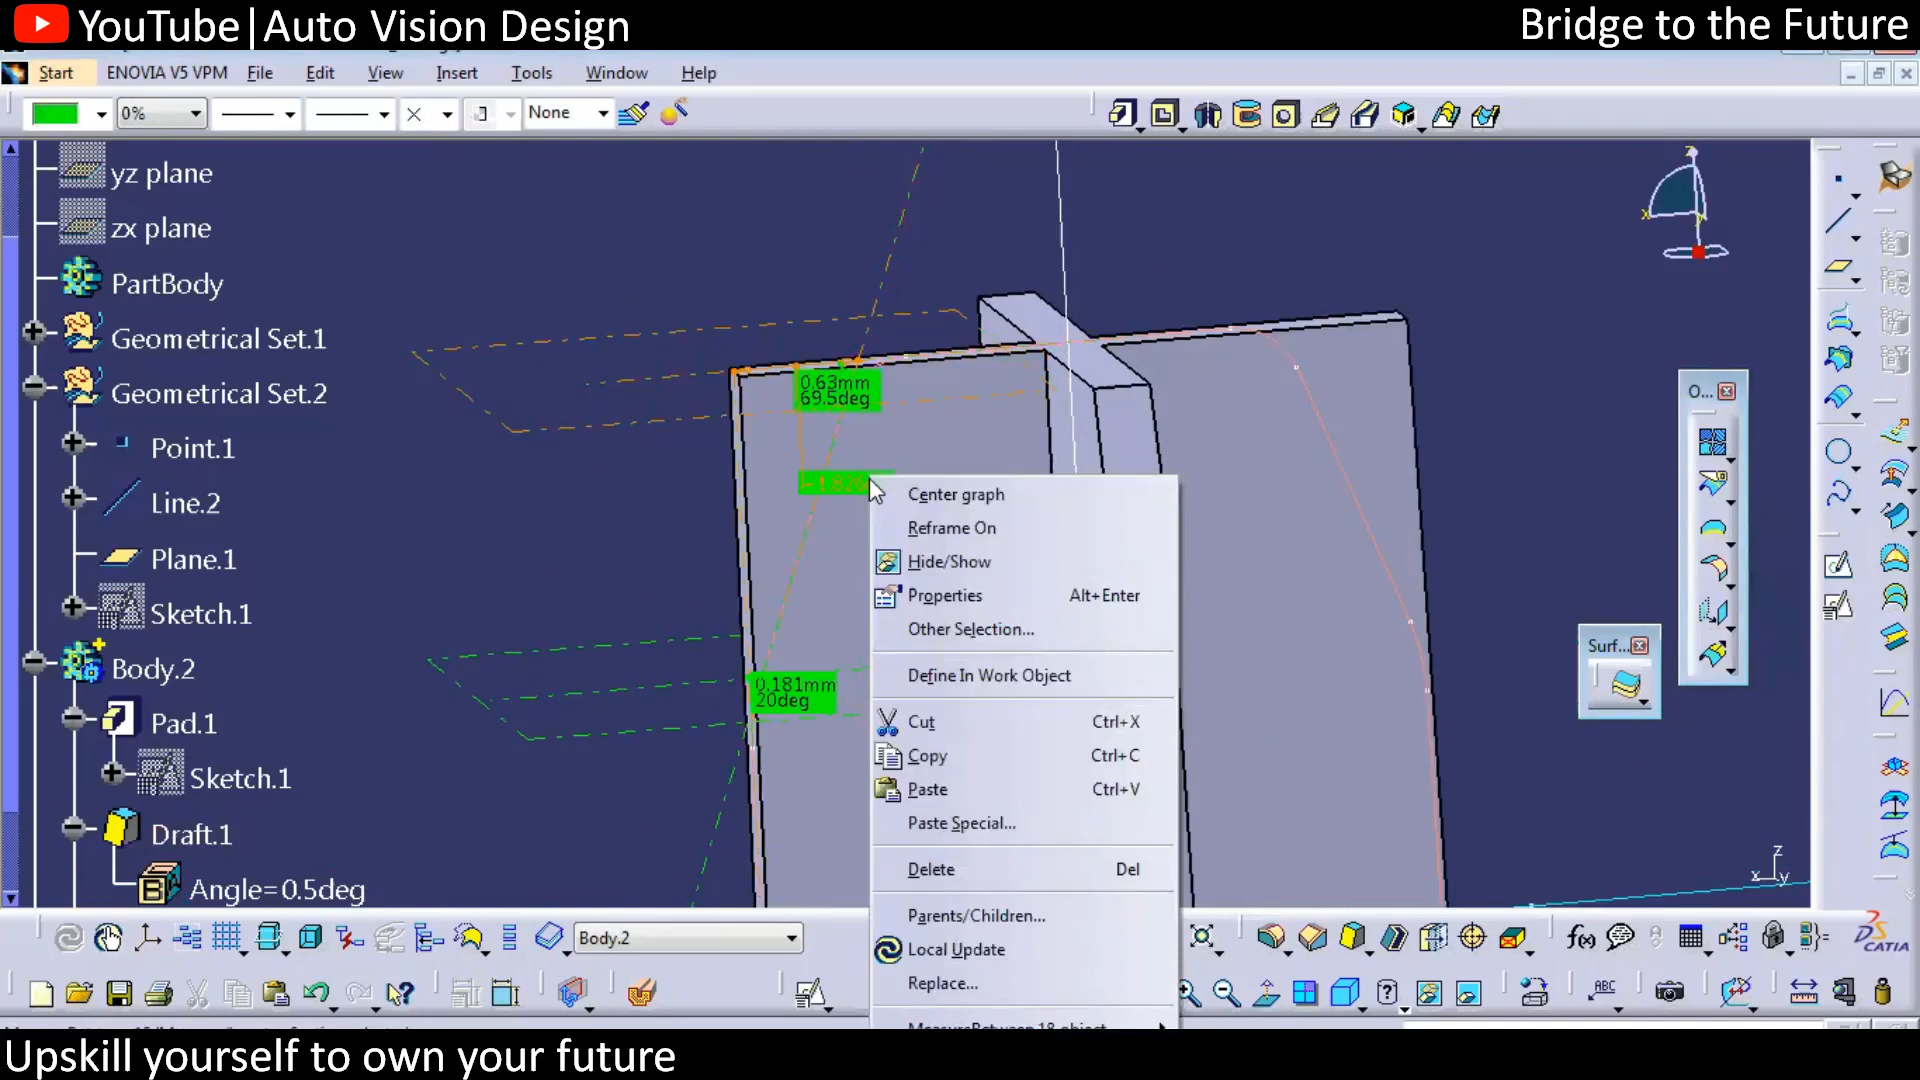 YouTube|Auto Vision Design
Bridge to the Future
Start ENOVIA V5 VPM File Edit View Insert Tools Window Help
0% None
yz plane
zx plane
PartBody
Geometrical Set.1
Geometrical Set.2
Point.1
Line.2
Plane.1
Sketch.1
Body.2
Pad.1
Sketch.1
Draft.1
Angle=0.5deg
0.63mm
69.5deg
0.181mm
20deg
Center graph
Reframe On
Hide/Show
Properties Alt+Enter
Other Selection...
Define In Work Object
Cut Ctrl+X
Copy Ctrl+C
Paste Ctrl+V
Paste Special...
Delete Del
Parents/Children...
Local Update
Replace...
MeasureBetween.18 object
O...
Surf...
z
x
y
z
x y
Body.2
f(x)
ABC
CATIA
Upskill yourself to own your future